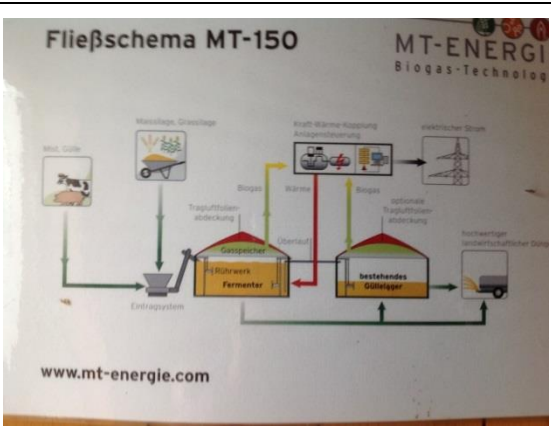 Fließschema MT-150
MT-ENERGI
Biogas-Technolog
Maissilage, Grassilage
Mist, Gülle
Kraft-Wärme-Kopplung
Anlagensteuerung
elektrischer Strom
Biogas
Wärme
Biogas
Tragluftfolien-
abdeckung
optionale
Tragluftfolien-
abdeckung
Gasspeicher
Überlauf
hochwertiger
landwirtschaftlicher Dünger
Rührwerk
Fermenter
bestehendes
Güllelager
Eintragsystem
www.mt-energie.com